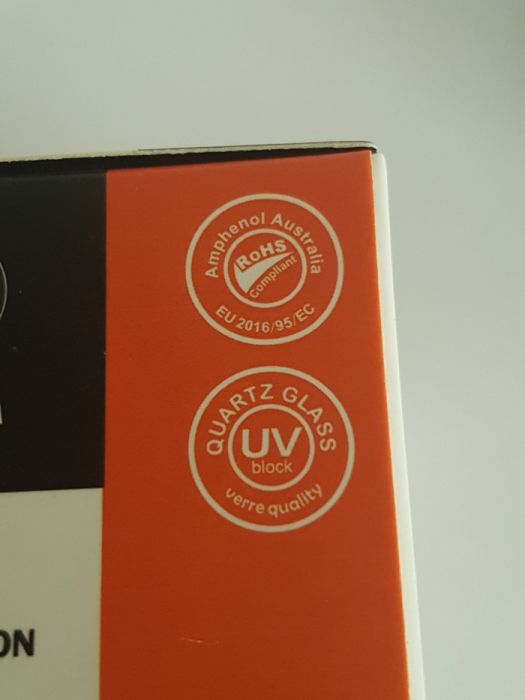 Amphenol Australia
RoHS
Compliant
EU 2016/95/EC
QUARTZ GLASS
UV
block
verre quality
ON